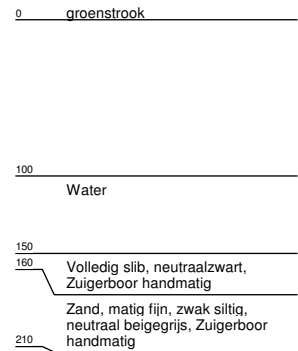 0 groenstrook
100
Water
150
160 Volledig slib, neutraalzwart,
Zuigerboor handmatig
Zand, matig fijn, zwak siltig,
neutraal beigegrijs, Zuigerboor
210 handmatig